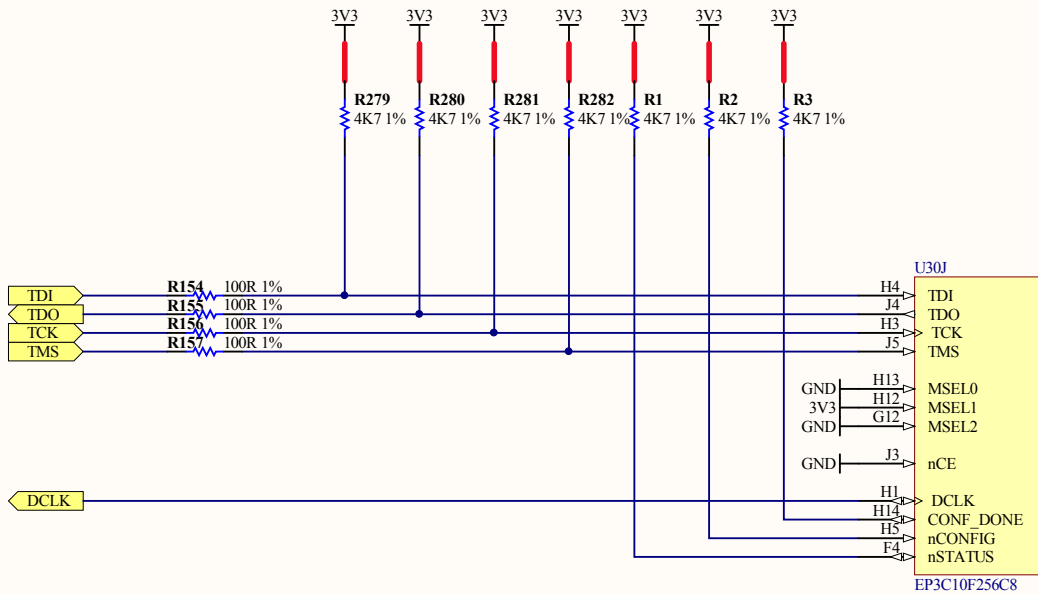 3V3 3V3 3V3 3V3 3V3 3V3 3V3
R279 R280 R281 R282 R1 R2 R3
4K7 1% 4K7 1% 4K7 1% 4K7 1% 4K7 1% 4K7 1% 4K7 1%
U30J
TDI R154 100R 1% H4 TDI
TDO R155 100R 1% J4 TDO
TCK R156 100R 1% H3 TCK
TMS R157 100R 1% J5 TMS
GND H13 MSEL0
3V3 H12 MSEL1
GND G12 MSEL2
GND J3 nCE
DCLK H1 DCLK
H14 CONF_DONE
H5 nCONFIG
F4 nSTATUS
EP3C10F256C8